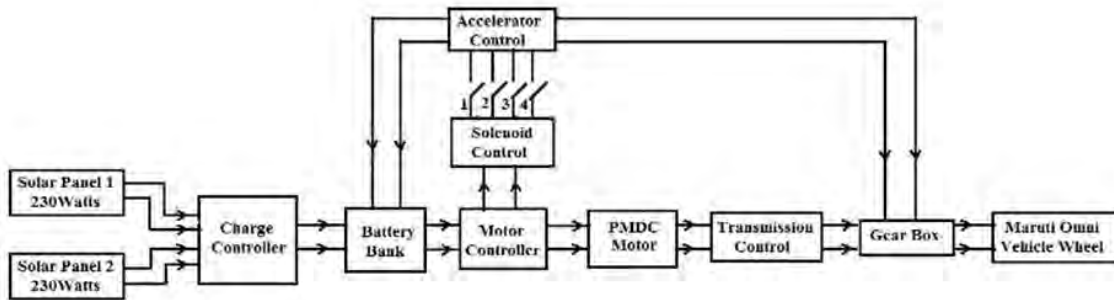 Accelerator
Control
1 2 3 4
Solenoid
Control
Solar Panel 1
230Watts
Solar Panel 2
230Watts
Charge
Controller
Battery
Bank
Motor
Controller
PMDC
Motor
Transmission
Control
Gear Box
Maruti Omni
Vehicle Wheel